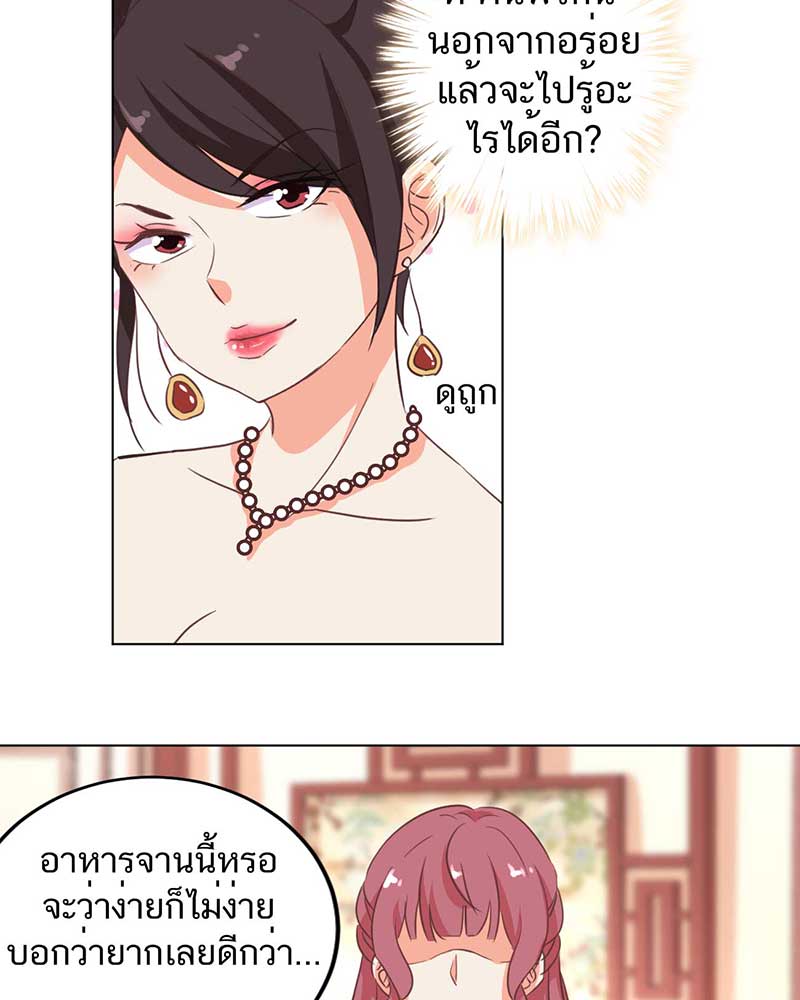 นอกจากอร่อย
แล้วจะไปรู้อะ
ไรได้อีก?
ดูถูก
อาหารจานนี้หรอ
จะว่าง่ายก็ไม่ง่าย
บอกว่ายากเลยดีกว่า...